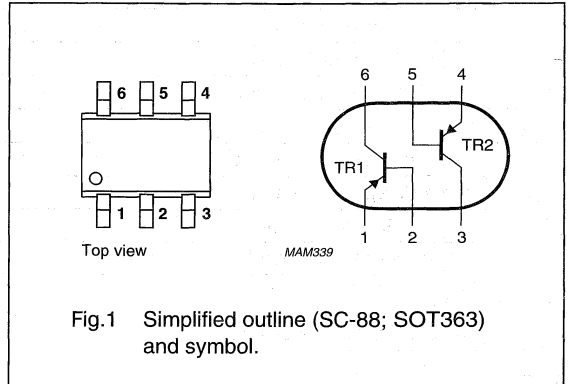 6 5 4
1 2 3
Top view
6 5 4
TR1 TR2
1 2 3
MAM339
Fig.1 Simplified outline (SC-88; SOT363)
and symbol.